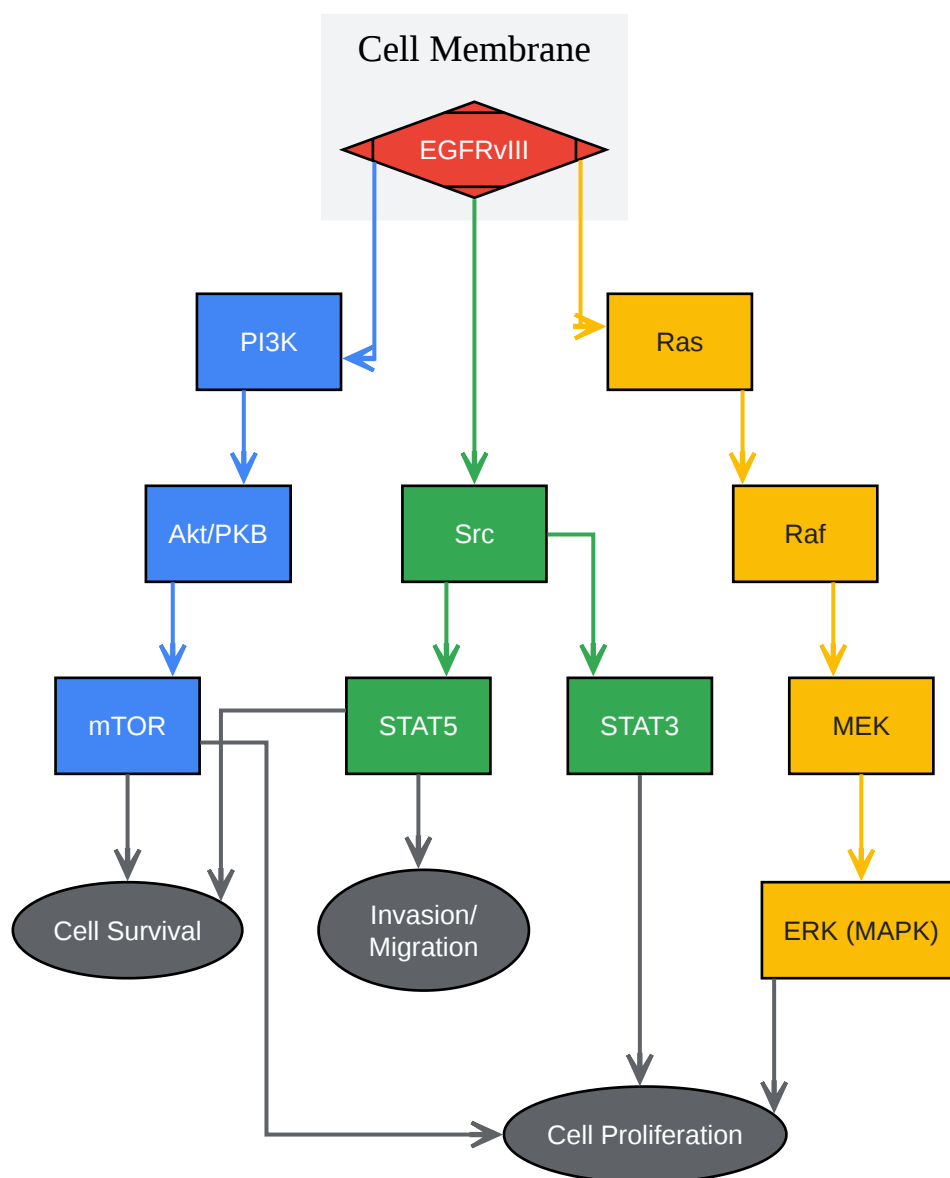 Cell Membrane
EGFRvIII
PI3K
Ras
Akt/PKB
Src
Raf
mTOR
STAT5
STAT3
MEK
Cell Survival
Invasion/
Migration
ERK (MAPK)
Cell Proliferation